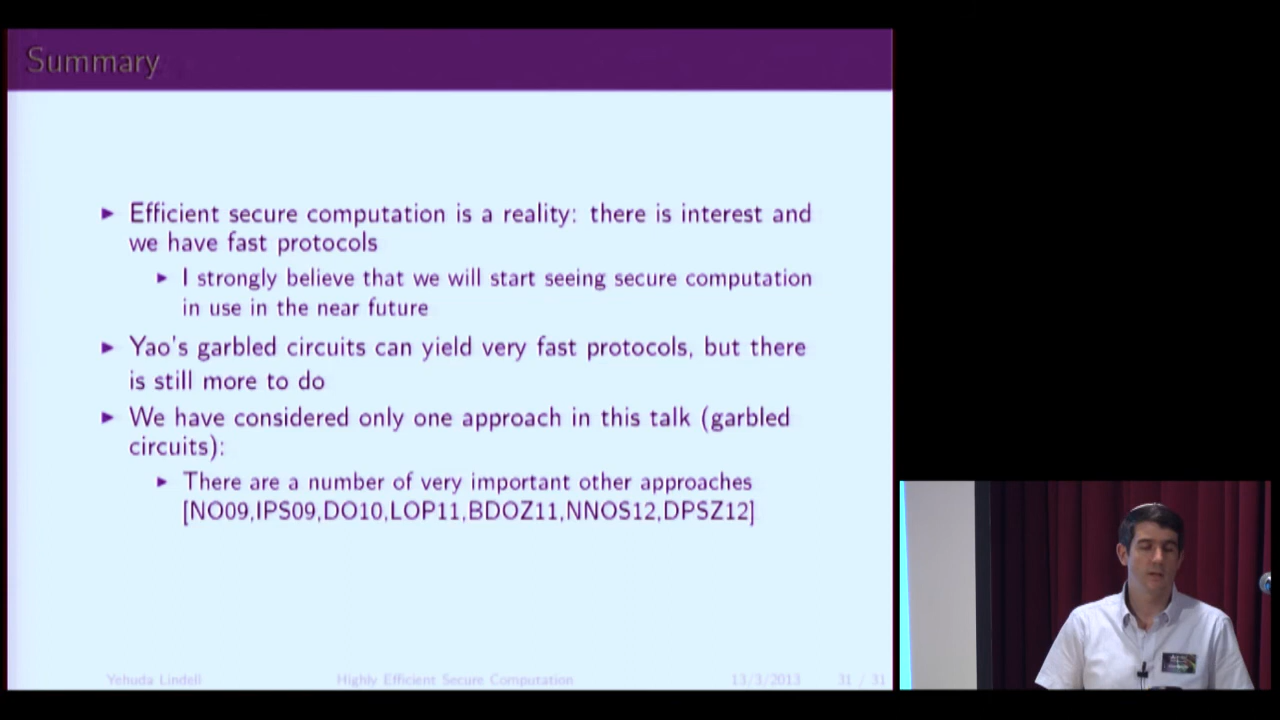 Summary
▶ Efficient secure computation is a reality: there is interest and
we have fast protocols
▶ I strongly believe that we will start seeing secure computation
in use in the near future
▶ Yao's garbled circuits can yield very fast protocols, but there
is still more to do
▶ We have considered only one approach in this talk (garbled
circuits):
▶ There are a number of very important other approaches
[NO09,IPS09,DO10,LOP11,BDOZ11,NNOS12,DPSZ12]
Yehuda Lindell Highly Efficient Secure Computation 13/3/2013 31 / 31